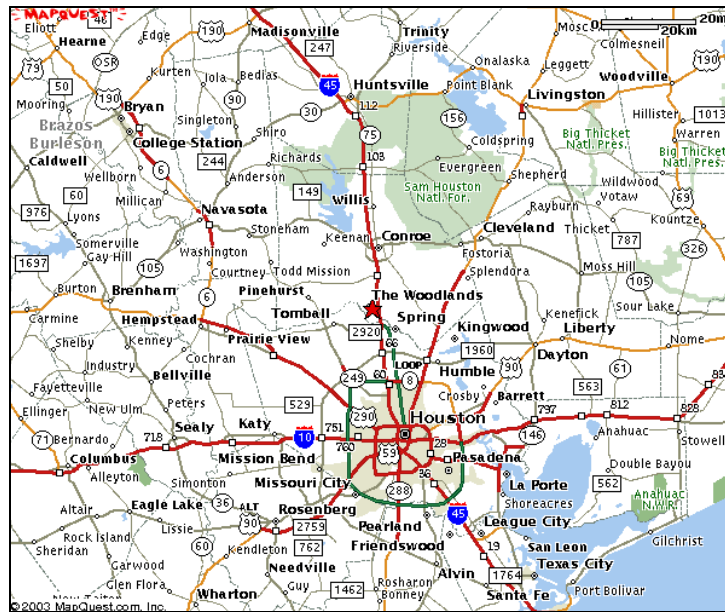 MAPQUEST
46
Eliott
Hearne
Edge
190
Madisonville
247
Trinity
Riverside
Mosc
Colmesneil
0
20m
20km
79
OSR
50
Kurten
Iola
Bedias
45
Huntsville
Onalaska
Leggett
Woodville
190
Mooring
190
Bryan
90
Singleton
30
112
30
Point Blank
Livingston
Hillister
1013
Brazos
Burleson
College Station
Shiro
75
156
Coldspring
Big Thicket
Natl. Pres.
Warren
Caldwell
244
Richards
103
Evergreen
Big Thicket
Natl. Pres.
Wellborn
6
Anderson
149
Sam Houston
Natl. For.
Shepherd
60
Millican
Willis
Wildwood
Votaw
69
976
Lyons
Navasota
Rayburn
Kountze
Somerville
Stoneham
Keenan
Conroe
Cleveland
Thicket
787
326
1697
Gay Hill
Washington
Fostoria
105
Courtney
Todd Mission
Splendora
Moss Hill
105
Burton
Brenham
6
Pinehurst
The Woodlands
Kenefick
Sour Lake
Carmine
Hempstead
Tomball
2920
Spring
Kingwood
Liberty
Shelby
Kenney
Prairie View
66
1960
Nome
Industry
Cochran
LOOP
90
Dayton
Fayetteville
Bellville
249
60
8
Humble
61
New Ulm
Peters
529
290
Crosby
Barrett
563
Ellinger
Sealy
Katy
751
Houston
797
812
828
71
Bernardo
718
10
760
59
28
146
Anahuac
Stowell
Columbus
Mission Bend
36
Pasadena
Double Bayou
Alleyton
Simonton
Missouri City
288
La Porte
562
Altair
Eagle Lake
36
ALT
90
Rosenberg
45
Shoreacres
Anahuac
N.W.R.
Lissie
2759
Pearland
League City
Rock Island
60
762
Friendswood
19
San Leon
Gilchrist
Sheridan
Kendleton
Texas City
Garwood
Needville
Alvin
1764
Glen Flora
Guy
Rosharon
Port Bolivar
Wharton
1462
Bonney
Santa Fe
©2003 MapQuest.com, Inc.